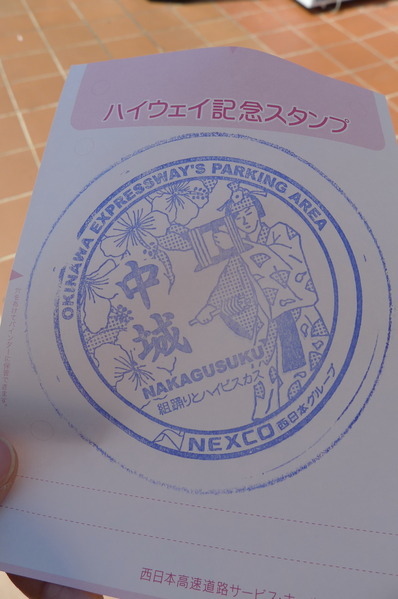 ハイウェイ記念スタンプ
OKINAWA EXPRESSWAY'S PARKING AREA
中城
NAKAGUSUKU
組踊りとハイビスカス
NEXCO 西日本グループ
西日本高速道路サービス・ホ